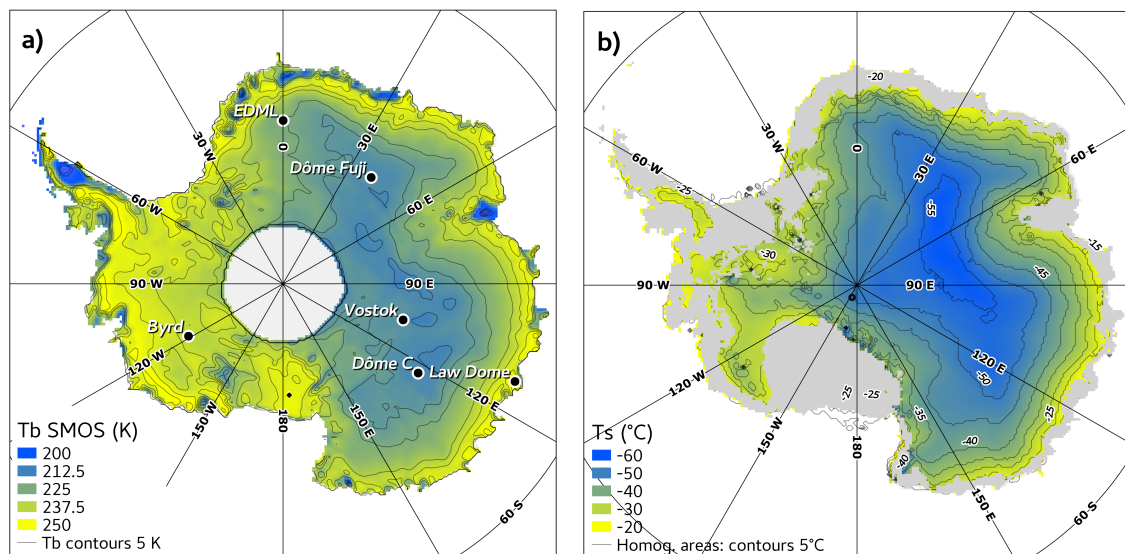 a)
EDML
30 W
0
30 E
Dôme Fuji
60 W
60 E
90 W
90 E
Vostok
Byrd
Dôme C
Law Dome
120 W
120 E
150 W
180
150 E
60 S
Tb SMOS (K)
200
212.5
225
237.5
250
Tb contours 5 K
b)
-20
30 W
0
60 W
30 E
60 E
-25
-55
-30
-15
-45
90 W
90 E
120 W
120 E
-50
-25
-25
-25
-35
-40
-40
150 W
180
150 E
60 S
Ts (°C)
-60
-50
-40
-30
-20
Homog. areas: contours 5°C